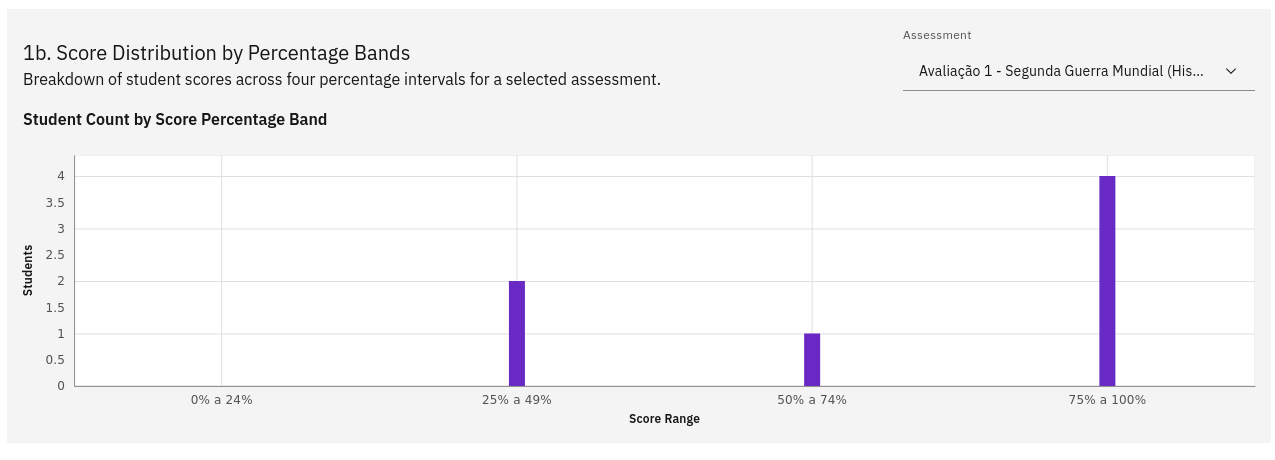 1b. Score Distribution by Percentage Bands
Breakdown of student scores across four percentage intervals for a selected assessment.
Assessment
Avaliação 1 - Segunda Guerra Mundial (His...
Student Count by Score Percentage Band
Students
4
3.5
3
2.5
2
1.5
1
0.5
0
0% a 24%
25% a 49%
50% a 74%
75% a 100%
Score Range